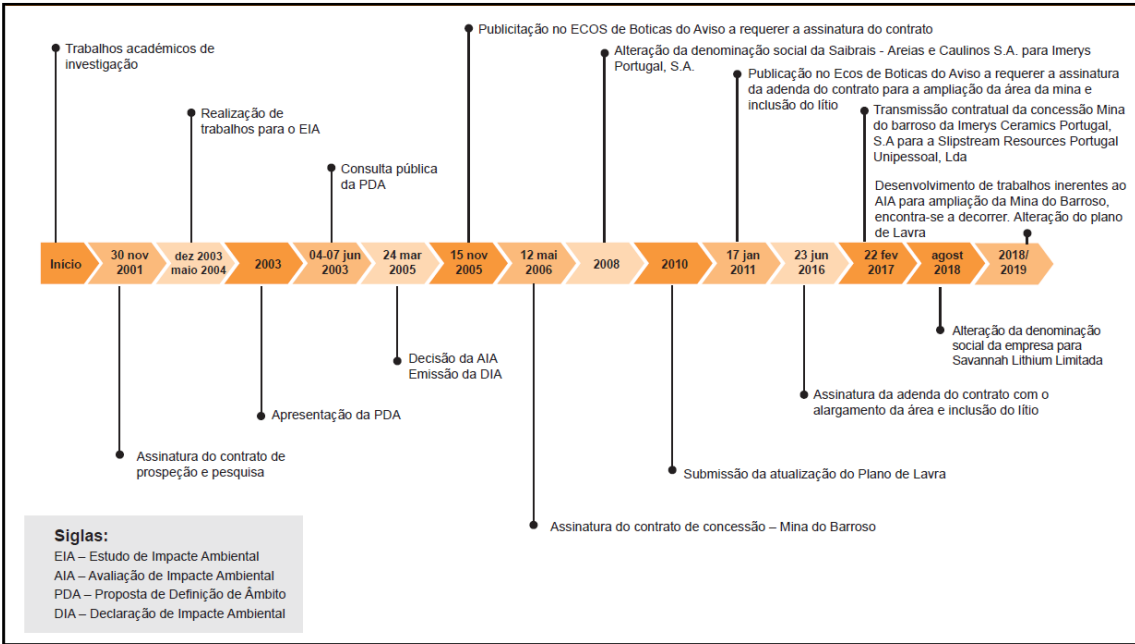 Publicitação no ECOS de Boticas do Aviso a requerer a assinatura do contrato
Trabalhos académicos de
investigação
Alteração da denominação social da Saibrais - Areias e Caulinos S.A. para Imerys
Portugal, S.A.
Publicação no Ecos de Boticas do Aviso a requerer a assinatura
da adenda do contrato para a ampliação da área da mina e
inclusão do lítio
Realização de
trabalhos para o EIA
Transmissão contratual da concessão Mina
do barroso da Imerys Ceramics Portugal,
S.A para a Slipstream Resources Portugal
Unipessoal, Lda
Consulta pública
da PDA
Desenvolvimento de trabalhos inerentes ao
AIA para ampliação da Mina do Barroso,
encontra-se a decorrer. Alteração do plano
de Lavra
Início
30 nov
2001
dez 2003
maio 2004
2003
04-07 jun
2003
24 mar
2005
15 nov
2005
12 mai
2006
2008
2010
17 jan
2011
23 jun
2016
22 fev
2017
agost
2018
2018/
2019
Alteração da denominação
social da empresa para
Savannah Lithium Limitada
Decisão da AIA
Emissão da DIA
Assinatura da adenda do contrato com o
alargamento da área e inclusão do lítio
Apresentação da PDA
Assinatura do contrato de
prospeção e pesquisa
Submissão da atualização do Plano de Lavra
Assinatura do contrato de concessão – Mina do Barroso
Siglas:
EIA – Estudo de Impacte Ambiental
AIA – Avaliação de Impacte Ambiental
PDA – Proposta de Definição de Âmbito
DIA – Declaração de Impacte Ambiental